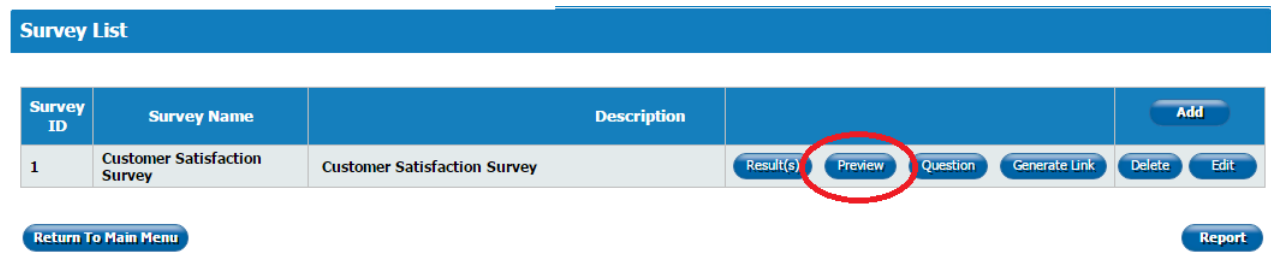 Survey List
Survey
ID
Survey Name
Description
Add
1
Customer Satisfaction
Survey
Customer Satisfaction Survey
Result(s)
Preview
Question
Generate Link
Delete
Edit
Return To Main Menu
Report